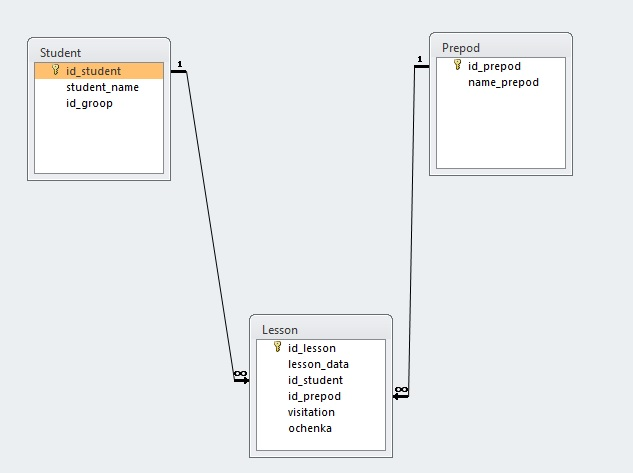 Student
id_student
student_name
id_groop
1
Prepod
id_prepod
name_prepod
1
Lesson
id_lesson
lesson_data
id_student
id_prepod
visitation
ochenka
∞
∞